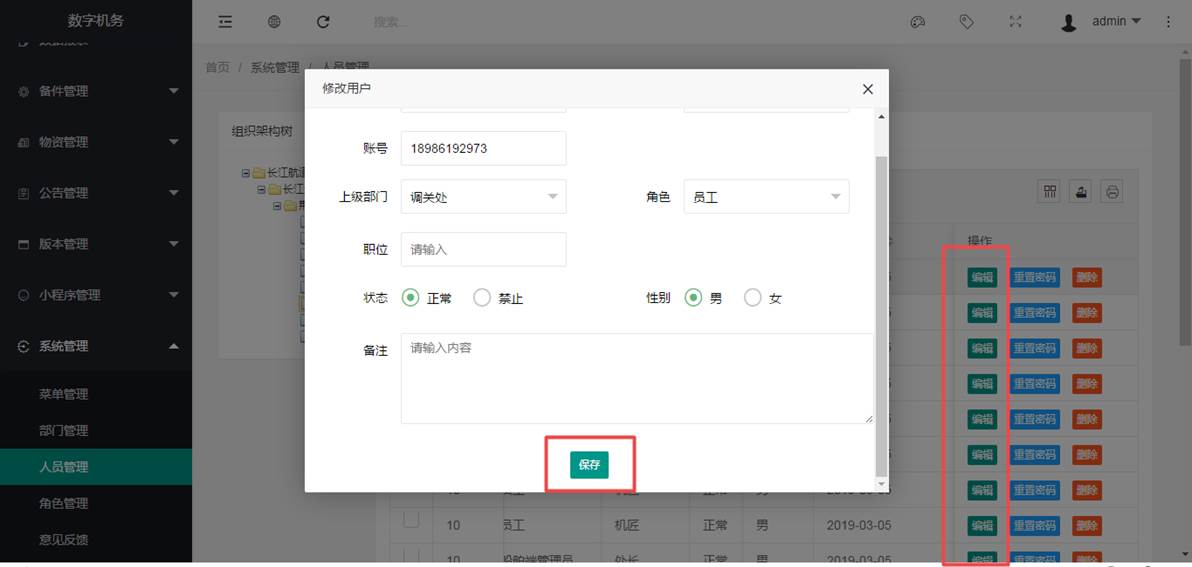 数字机务
搜索...
admin
备件管理
物资管理
公告管理
版本管理
小程序管理
系统管理
菜单管理
部门管理
人员管理
角色管理
意见反馈
首页 / 系统管理 / 人员管理
组织架构树
长江航道
长江
修改用户
账号 18986192973
上级部门 调关处 角色 员工
职位 请输入
状态 正常 禁止 性别 男 女
备注 请输入内容
保存
操作
编辑 重置密码 删除
编辑 重置密码 删除
编辑 重置密码 删除
编辑 重置密码 删除
编辑 重置密码 删除
编辑 重置密码 删除
编辑 重置密码 删除
10 员工 机匠 正常 男 2019-03-05 编辑 重置密码 删除
10 船舶端管理员 处长 正常 男 2019-03-05 编辑 重置密码 删除